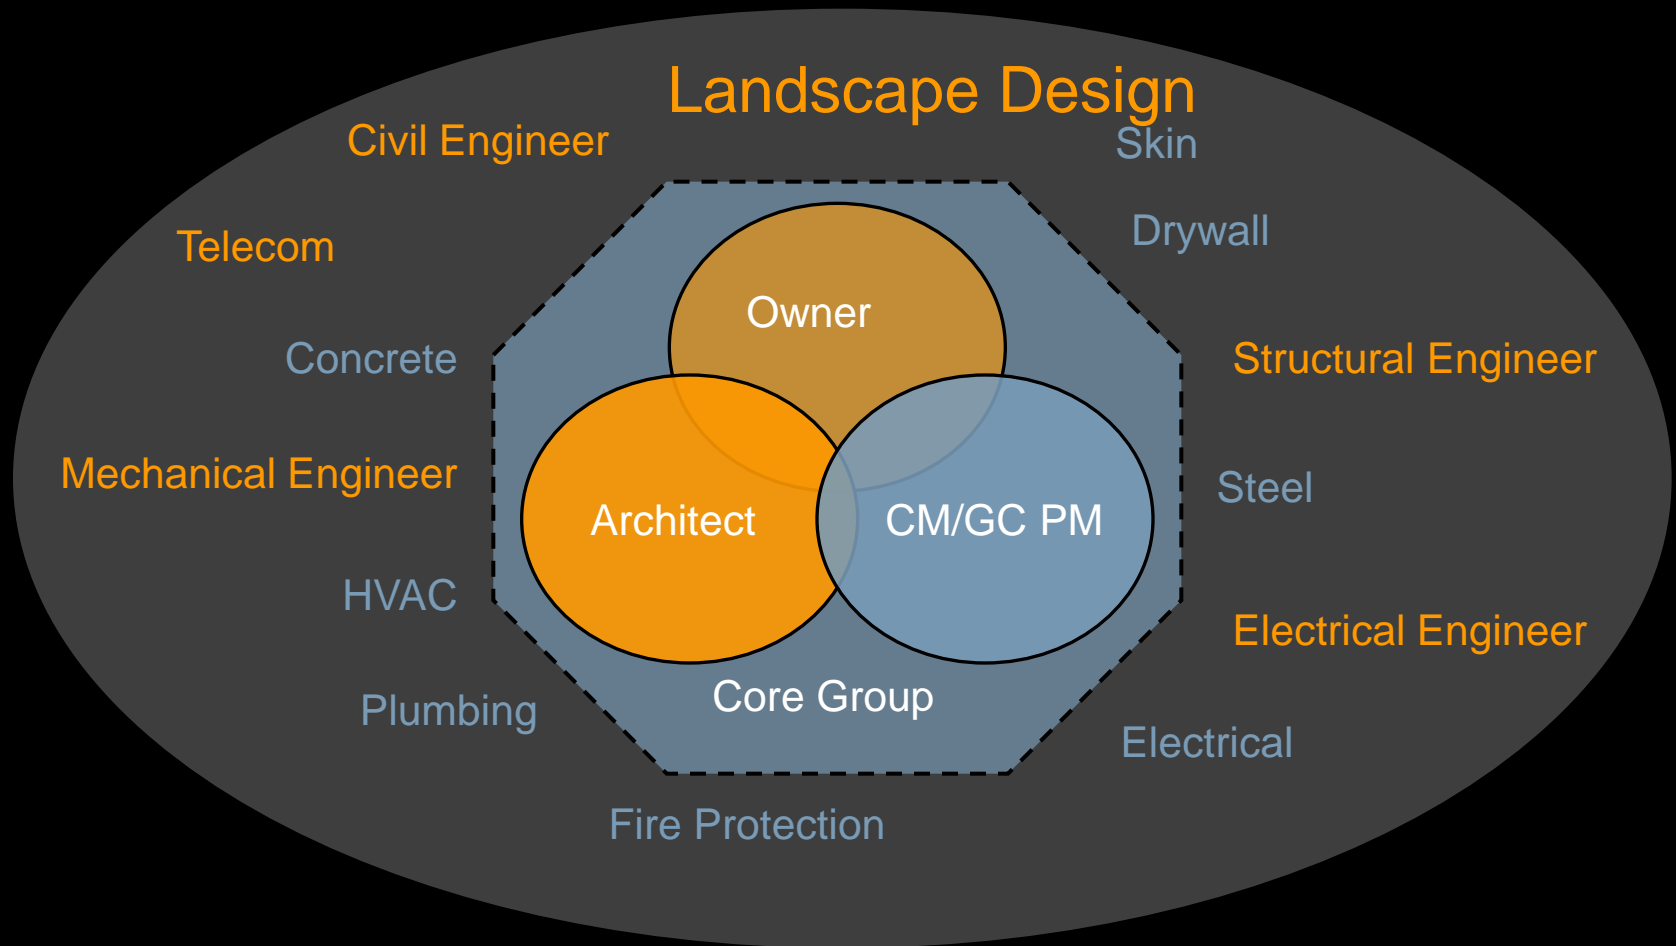 Landscape Design
Civil Engineer
Skin
Drywall
Telecom
Owner
Concrete
Structural Engineer
Mechanical Engineer
Steel
Architect
CM/GC PM
HVAC
Electrical Engineer
Core Group
Plumbing
Electrical
Fire Protection